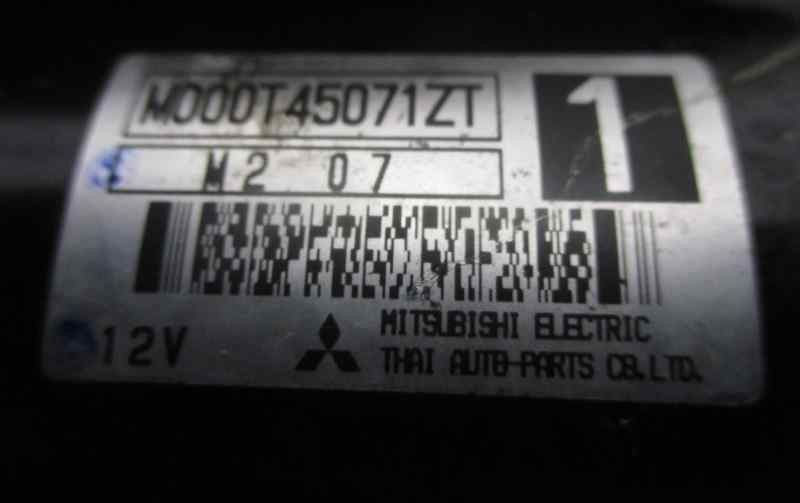 M000T45071ZT
1
M2 07
12V
MITSUBISHI ELECTRIC
THAI AUTO-PARTS CO.LTD.